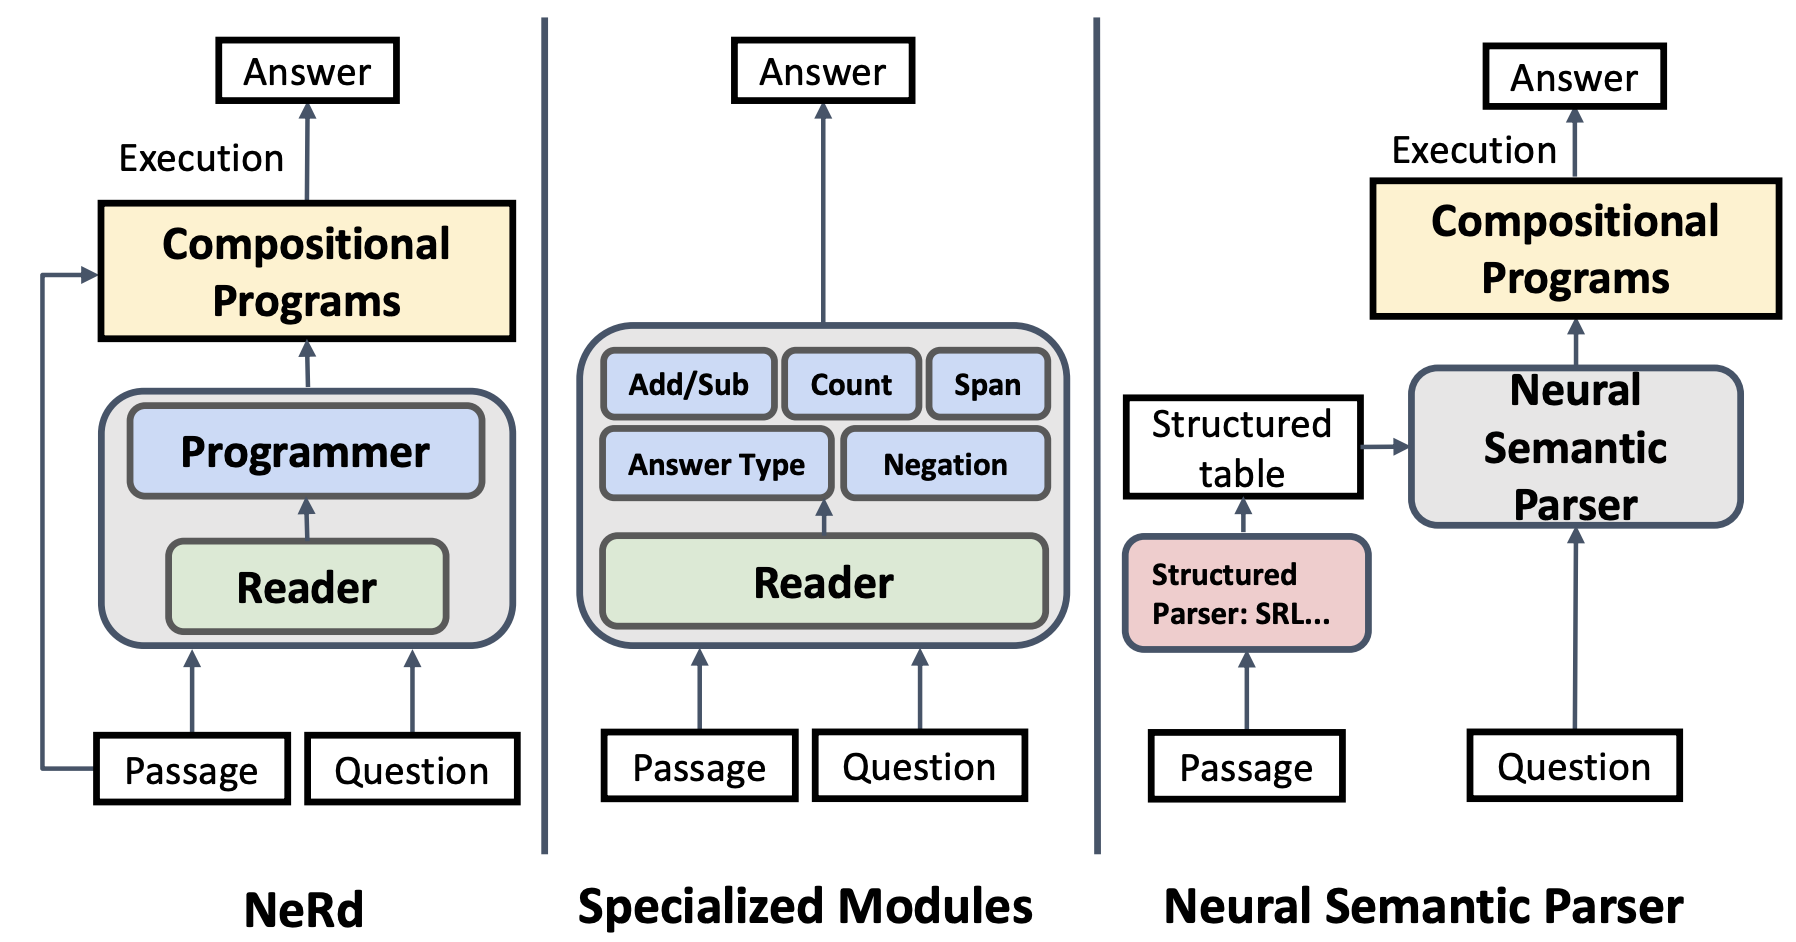 Answer
Execution
Compositional
Programs
Programmer
Reader
Passage
Question
NeRd
Answer
Add/Sub
Count
Span
Answer Type
Negation
Reader
Passage
Question
Specialized Modules
Answer
Execution
Compositional
Programs
Neural
Semantic
Parser
Structured
table
Structured
Parser: SRL...
Passage
Question
Neural Semantic Parser